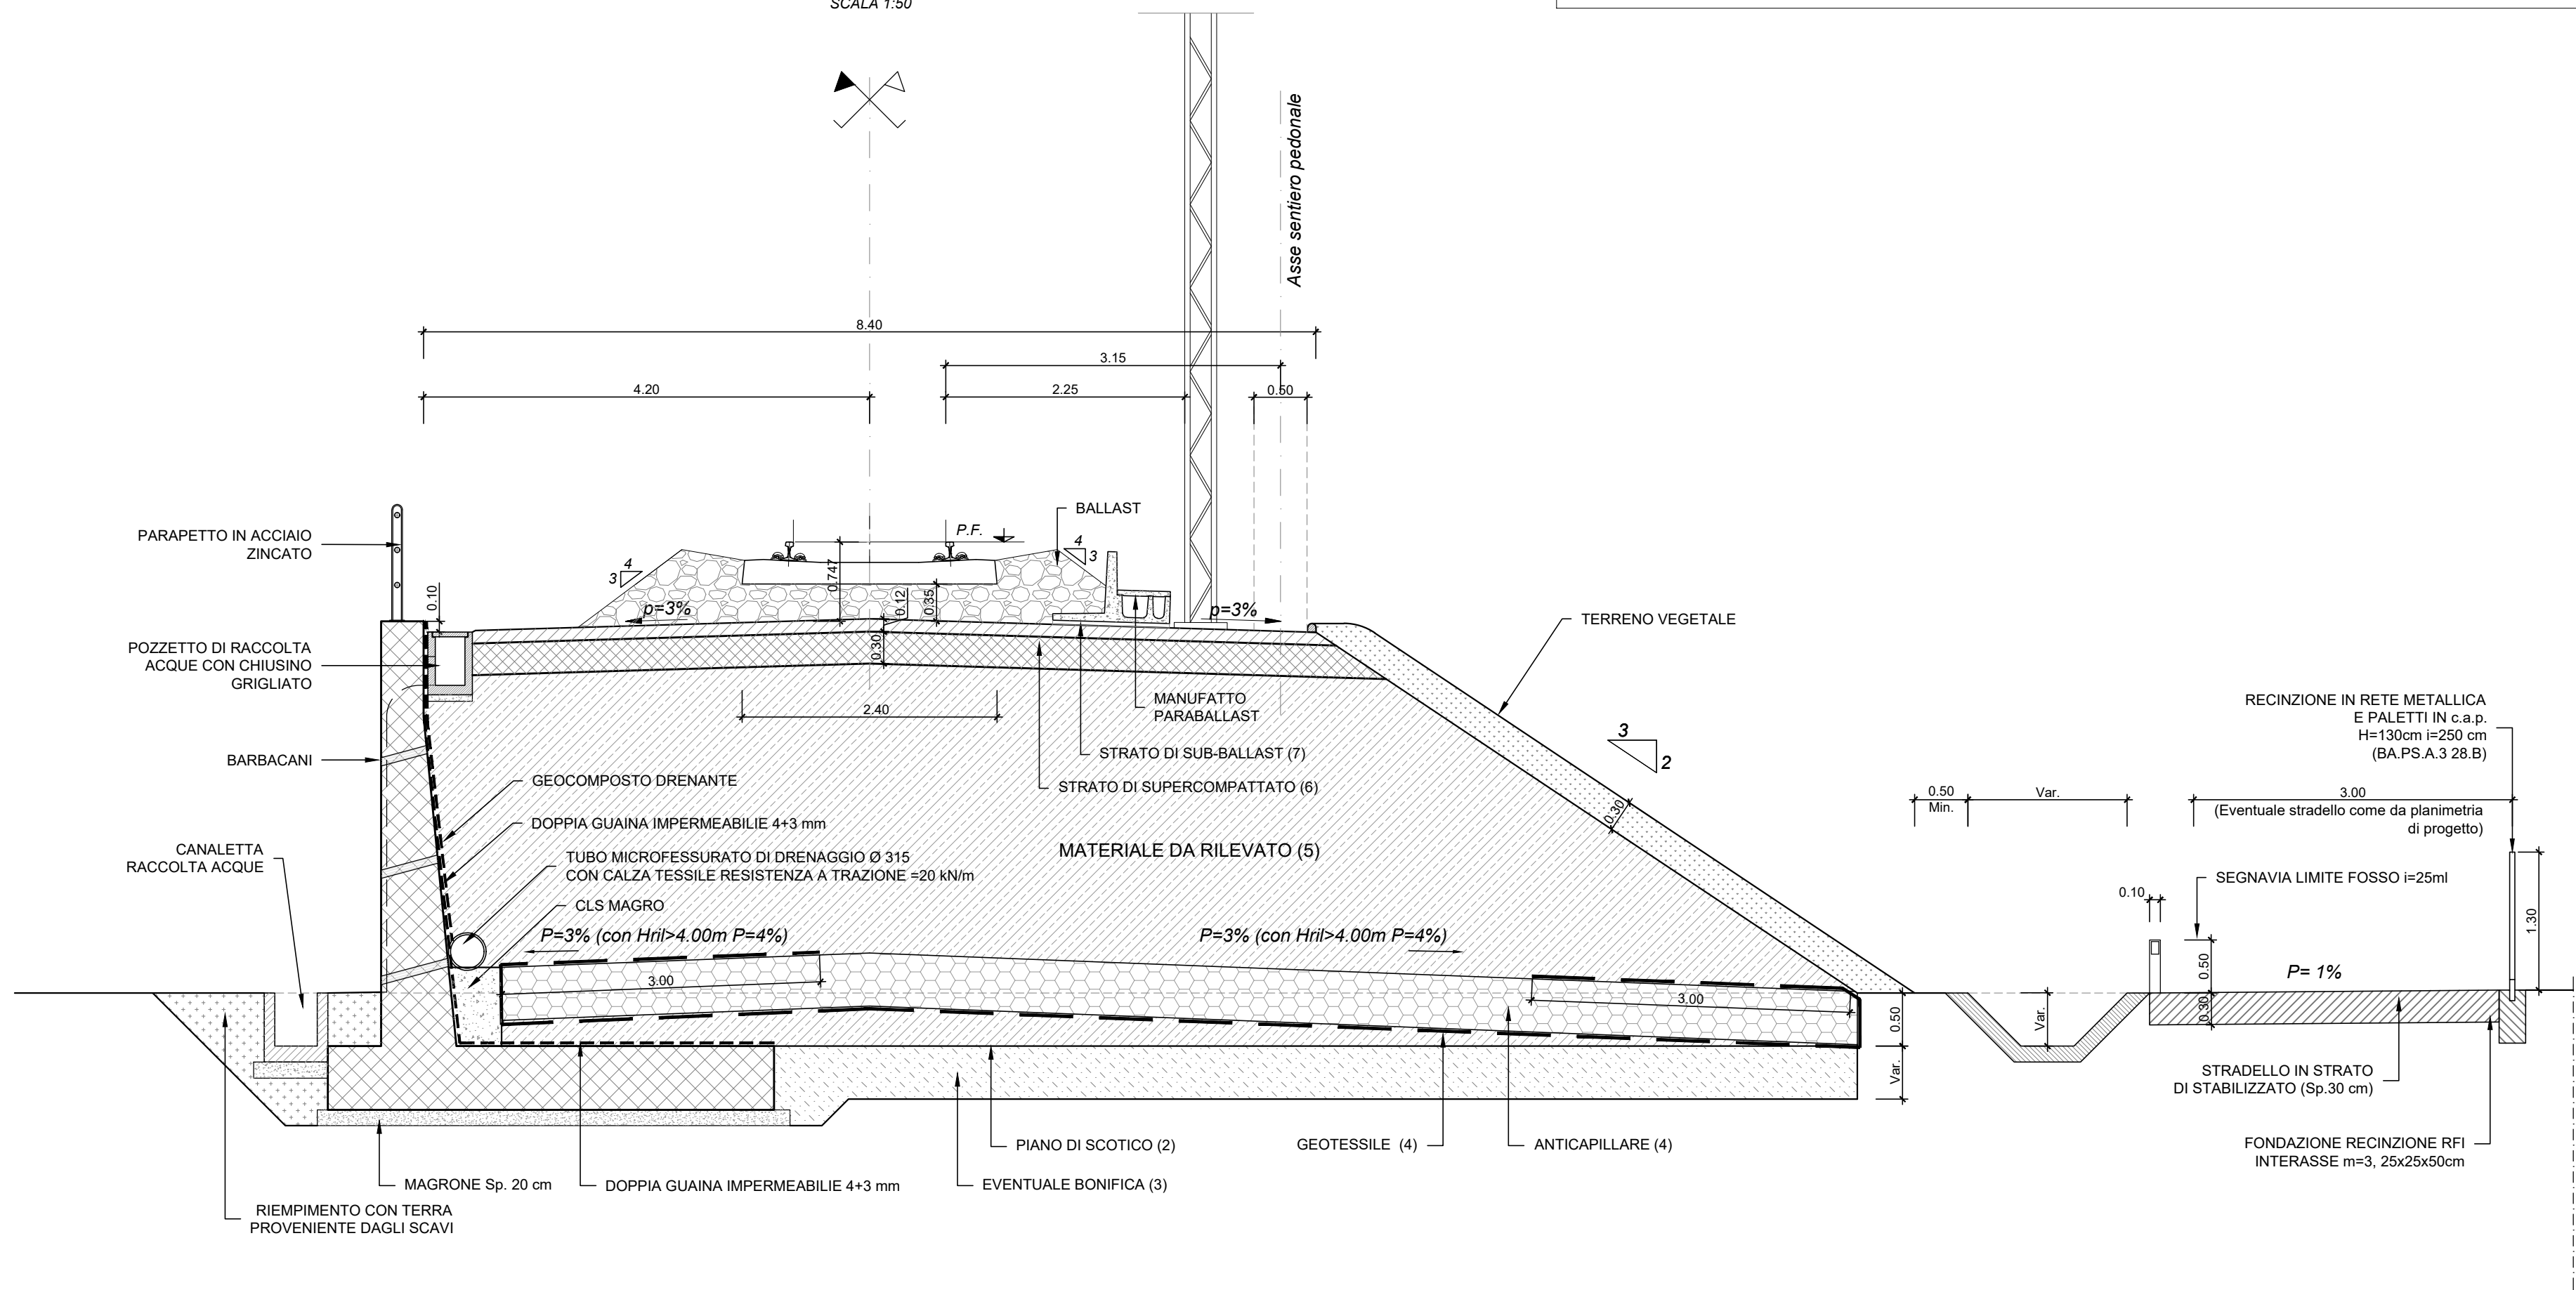 SCALA 1:50
Asse sentiero pedonale
8.40
3.15
4.20
2.25
0.50
BALLAST
P.F.
PARAPETTO IN ACCIAIO
ZINCATO
4
3
4
3
0.747
0.10
0.12
0.35
p=3%
p=3%
0.30
TERRENO VEGETALE
POZZETTO DI RACCOLTA
ACQUE CON CHIUSINO
GRIGLIATO
2.40
MANUFATTO
PARABALLAST
RECINZIONE IN RETE METALLICA
E PALETTI IN c.a.p.
H=130cm i=250 cm
(BA.PS.A.3 28.B)
3
2
BARBACANI
STRATO DI SUB-BALLAST (7)
GEOCOMPOSTO DRENANTE
STRATO DI SUPERCOMPATTATO (6)
0.50
Min.
Var.
3.00
(Eventuale stradello come da planimetria
di progetto)
0.30
DOPPIA GUAINA IMPERMEABILIE 4+3 mm
CANALETTA
RACCOLTA ACQUE
MATERIALE DA RILEVATO (5)
TUBO MICROFESSURATO DI DRENAGGIO Ø 315
CON CALZA TESSILE RESISTENZA A TRAZIONE =20 kN/m
SEGNAVIA LIMITE FOSSO i=25ml
0.10
CLS MAGRO
1.30
P=3% (con Hril>4.00m P=4%)
P=3% (con Hril>4.00m P=4%)
0.50
P= 1%
3.00
3.00
0.50
Var.
0.30
Var.
STRADELLO IN STRATO
DI STABILIZZATO (Sp.30 cm)
PIANO DI SCOTICO (2)
GEOTESSILE (4)
ANTICAPILLARE (4)
FONDAZIONE RECINZIONE RFI
INTERASSE m=3, 25x25x50cm
MAGRONE Sp. 20 cm
DOPPIA GUAINA IMPERMEABILIE 4+3 mm
EVENTUALE BONIFICA (3)
RIEMPIMENTO CON TERRA
PROVENIENTE DAGLI SCAVI